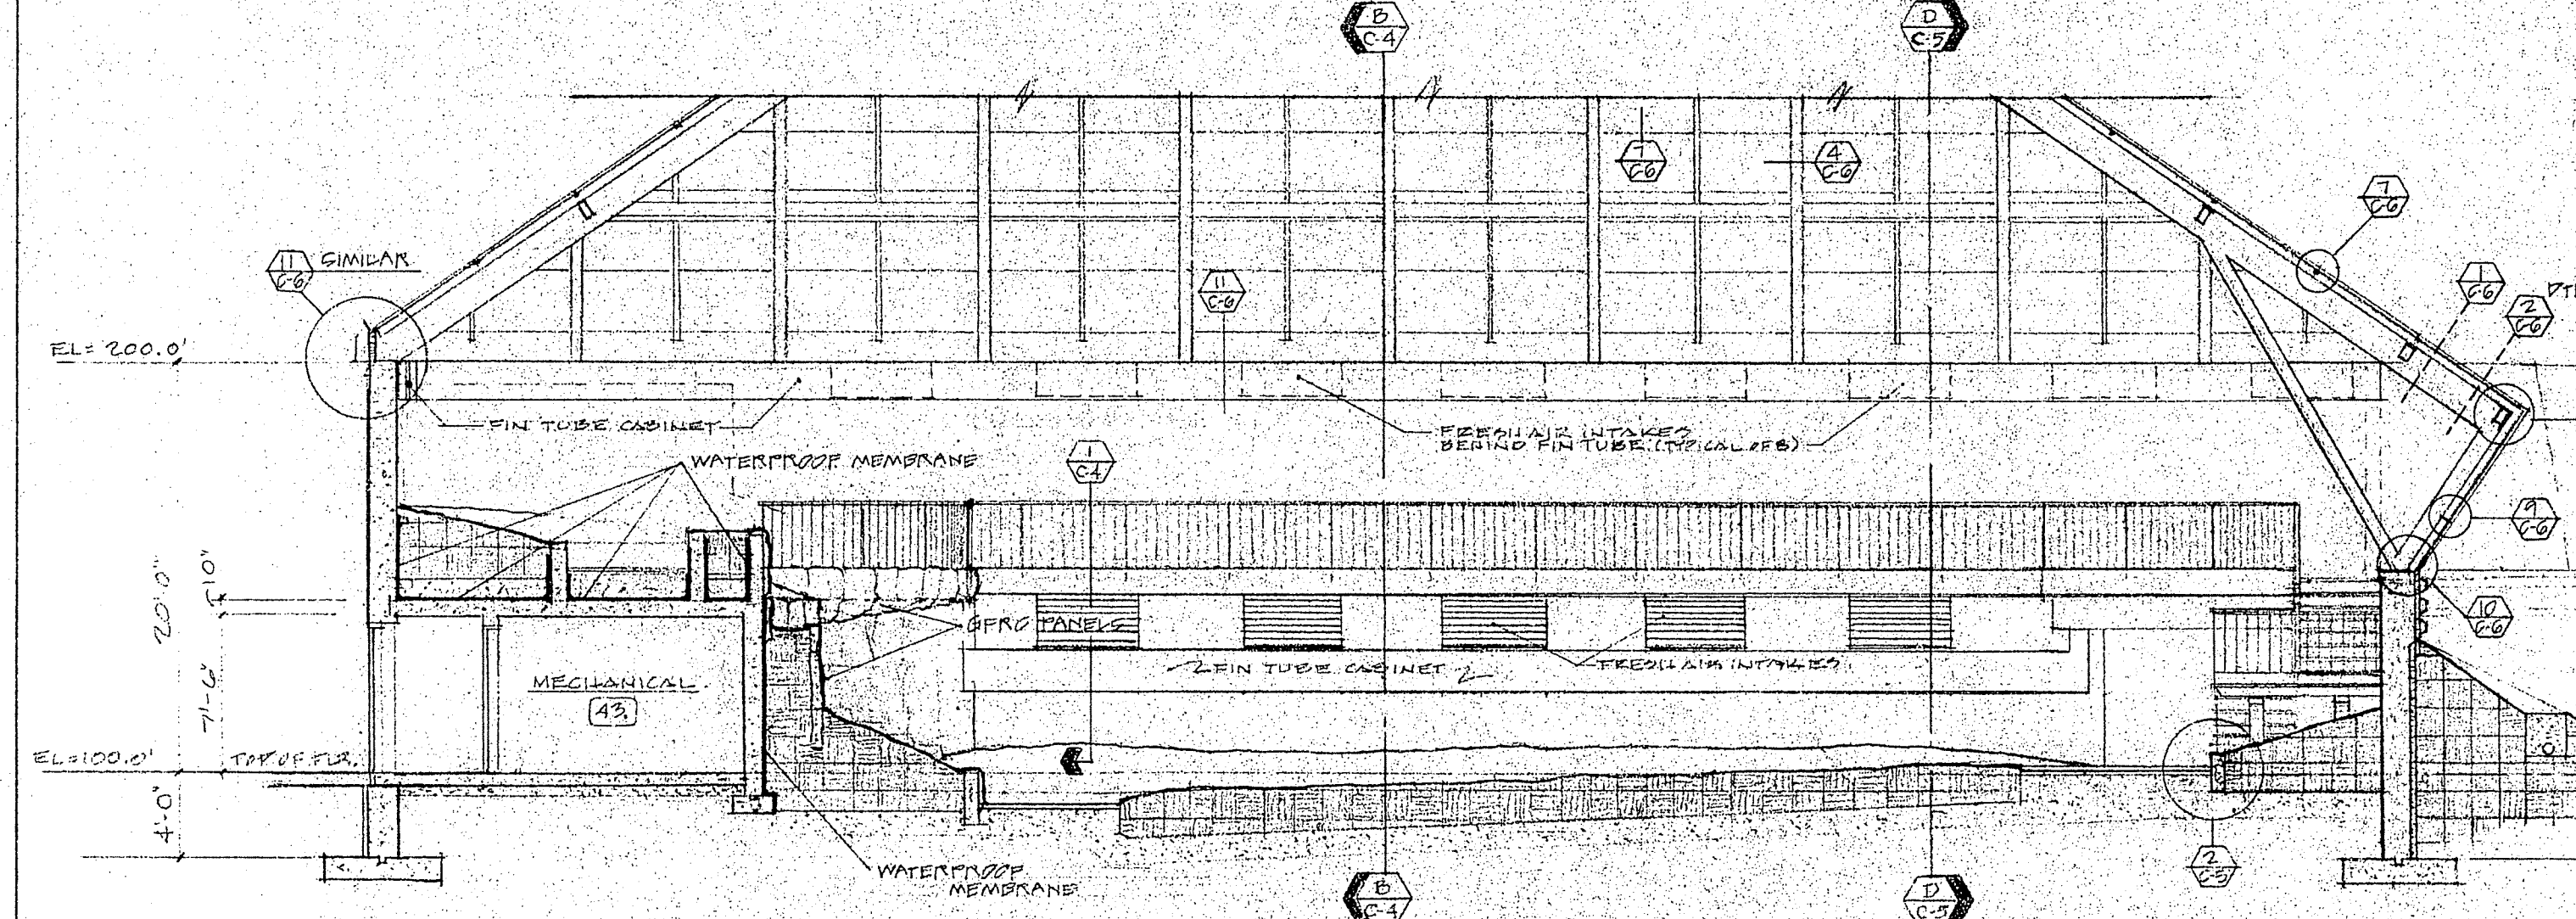 B
C-4
D
C-5
7
C-6
4
C-6
7
C-6
11
C-6
SIMILAR
11
C-6
1
C-6
2
C-6
EL= 200.0'
FIN TUBE CABINET
FRESH AIR INTAKES
BEHIND FIN TUBE (TYPICAL OF 8)
1
C-4
WATERPROOF MEMBRANE
9
C-6
20'-0"
10"
10
C-6
GFRC PANELS
FIN TUBE CABINET
FRESH AIR INTAKES
MECHANICAL
43
7'-6"
EL=100.0'
TOP OF FLR.
4'-0"
2
C-5
WATERPROOF
MEMBRANE
B
C-4
D
C-5